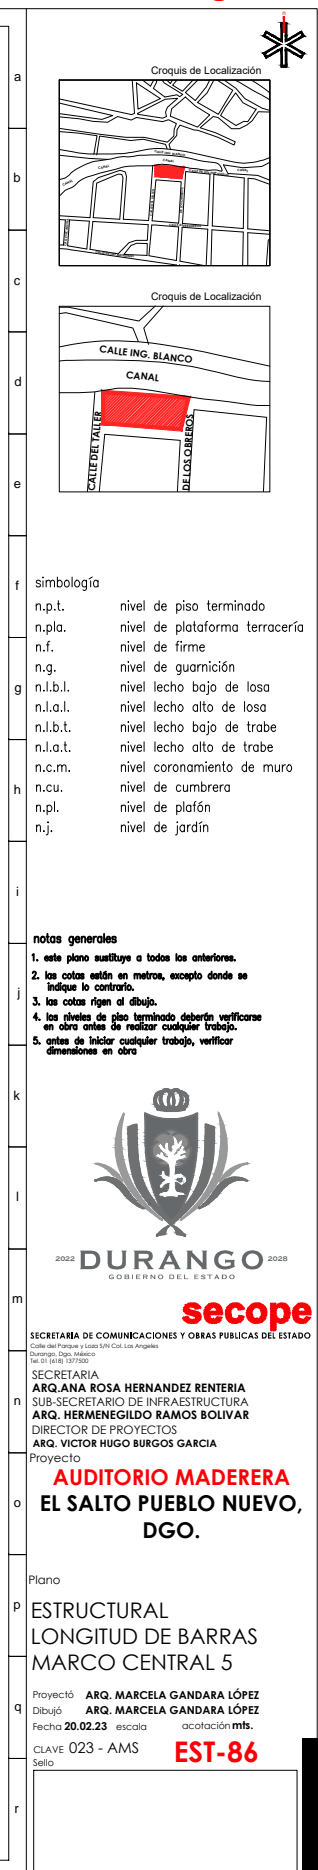 Croquis de Localización
a
b
CANAL
CANAL
CANAL
c
Croquis de Localización
CALLE ING. BLANCO
CANAL
CALLE DEL TALLER
DE LOS OBREROS
d
e
f
simbología
n.p.t. nivel de piso terminado
n.pla. nivel de plataforma terracería
n.f. nivel de firme
n.g. nivel de guarnición
g
n.l.b.l. nivel lecho bajo de losa
n.l.a.l. nivel lecho alto de losa
n.l.b.t. nivel lecho bajo de trabe
n.l.a.t. nivel lecho alto de trabe
n.c.m. nivel coronamiento de muro
h
n.cu. nivel de cumbrera
n.pl. nivel de plafón
n.j. nivel de jardín
i
notas generales
1. este plano sustituye a todos los anteriores.
2. las cotas están en metros, excepto donde se
indique lo contrario.
j
3. las cotas rigen al dibujo.
4. los niveles de piso terminado deberán verificarse
en obra antes de realizar cualquier trabajo.
5. antes de iniciar cualquier trabajo, verificar
dimensiones en obra
k
l
2022 DURANGO 2028
GOBIERNO DEL ESTADO
m
secope
SECRETARIA DE COMUNICACIONES Y OBRAS PUBLICAS DEL ESTADO
Calle del Parque y Loza S/N Col. Los Angeles
Durango, Dgo. México
Tel. 01 (618) 1377500
SECRETARIA
ARQ.ANA ROSA HERNANDEZ RENTERIA
n
SUB-SECRETARIO DE INFRAESTRUCTURA
ARQ. HERMENEGILDO RAMOS BOLIVAR
DIRECTOR DE PROYECTOS
ARQ. VICTOR HUGO BURGOS GARCIA
Proyecto
AUDITORIO MADERERA
o
EL SALTO PUEBLO NUEVO,
DGO.
Plano
p
ESTRUCTURAL
LONGITUD DE BARRAS
MARCO CENTRAL 5
Proyectó ARQ. MARCELA GANDARA LÓPEZ
q
Dibujó ARQ. MARCELA GANDARA LÓPEZ
Fecha 20.02.23 escala acotación mts.
CLAVE 023 - AMS EST-86
Sello
r